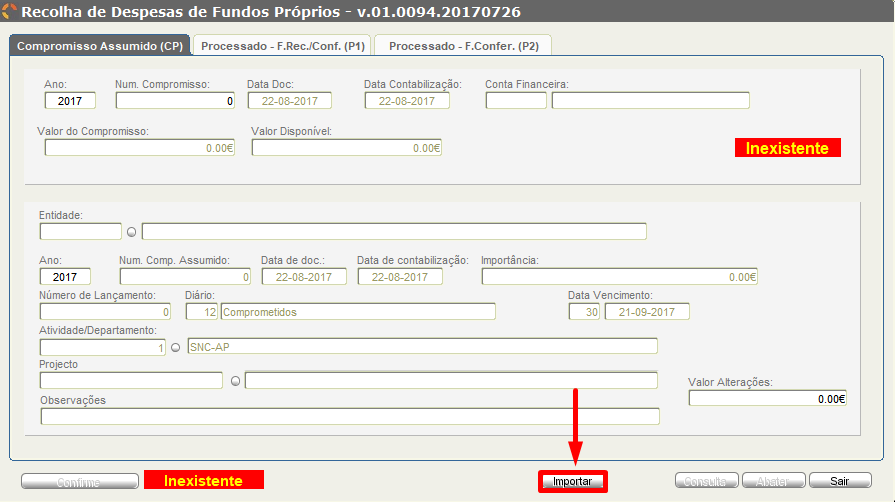 Recolha de Despesas de Fundos Próprios - v.01.0094.20170726
Compromisso Assumido (CP) Processado - F.Rec./Conf. (P1) Processado - F.Confer. (P2)
Ano: Num. Compromisso: Data Doc: Data Contabilização: Conta Financeira:
2017 0 22-08-2017 22-08-2017
Valor do Compromisso: Valor Disponível:
0.00€ 0.00€ Inexistente
Entidade:
Ano: Num. Comp. Assumido: Data de doc.: Data de contabilização: Importância:
2017 0 22-08-2017 22-08-2017 0.00€
Número de Lançamento: Diário: Data Vencimento:
0 12 Comprometidos 30 21-09-2017
Atividade/Departamento:
1 SNC-AP
Projecto
Valor Alterações:
0.00€
Observações
Confirme Inexistente Importar Consulta Abater Sair